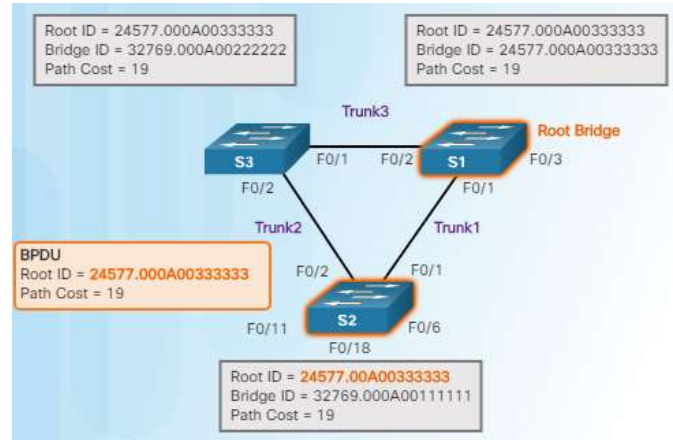 Root ID = 24577.000A00333333
Bridge ID = 32769.000A00222222
Path Cost = 19
Root ID = 24577.000A00333333
Bridge ID = 24577.000A00333333
Path Cost = 19
Trunk3
Root Bridge
S3
F0/1
F0/2
S1
F0/3
F0/2
F0/1
Trunk2
Trunk1
BPDU
Root ID = 24577.000A00333333
Path Cost = 19
F0/2
F0/1
S2
F0/11
F0/6
F0/18
Root ID = 24577.00A00333333
Bridge ID = 32769.000A00111111
Path Cost = 19